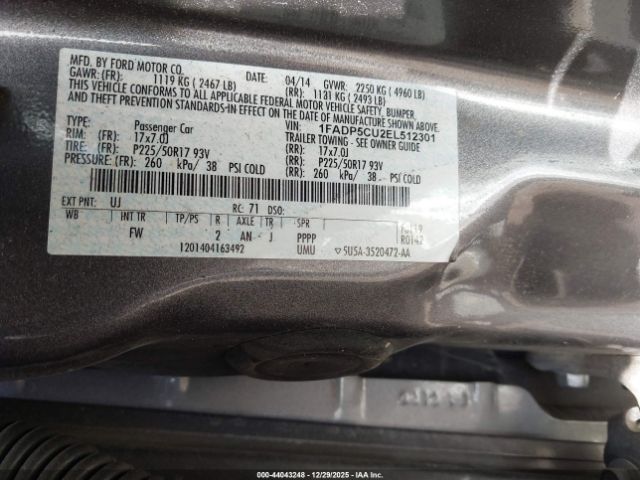 MFD. BY FORD MOTOR CO.
DATE: 04/14 GVWR: 2250 KG ( 4960 LB)
GAWR: (FR): 1119 KG ( 2467 LB) (RR): 1131 KG ( 2493 LB)
THIS VEHICLE CONFORMS TO ALL APPLICABLE FEDERAL MOTOR VEHICLE SAFETY, BUMPER,
AND THEFT PREVENTION STANDARDS IN EFFECT ON THE DATE OF MANUFACTURE SHOWN ABOVE.
VIN: 1FADP5CU2EL512301
TYPE: Passenger Car TRAILER TOWING - SEE OWNER GUIDE
RIM: (FR): 17x7.0J (RR): 17x7.0J
TIRE: (FR): P225/50R17 93V (RR): P225/50R17 93V
PRESSURE: (FR): 260 kPa/ 38 PSI COLD (RR): 260 kPa/ 38 PSI COLD
EXT PNT: UJ RC: 71 DSO:
WB INT TR TP/PS R AXLE TR SPR
FW 2 AN J PPPP
1201404163492 UMU 5U5A-3520472-AA
000-44043248 - 12/29/2025 - IAAI.COM